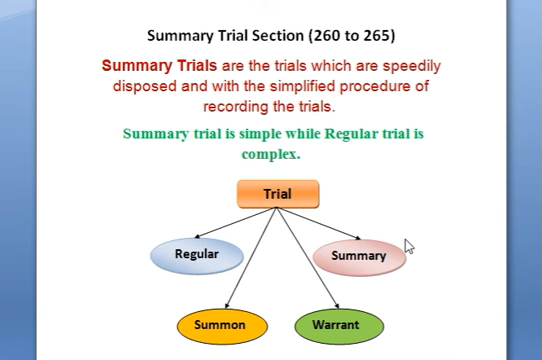 Summary Trial Section (260 to 265)
Summary Trials are the trials which are speedily
disposed and with the simplified procedure of
recording the trials.
Summary trial is simple while Regular trial is
complex.
Trial
Regular
Summary
Summon
Warrant